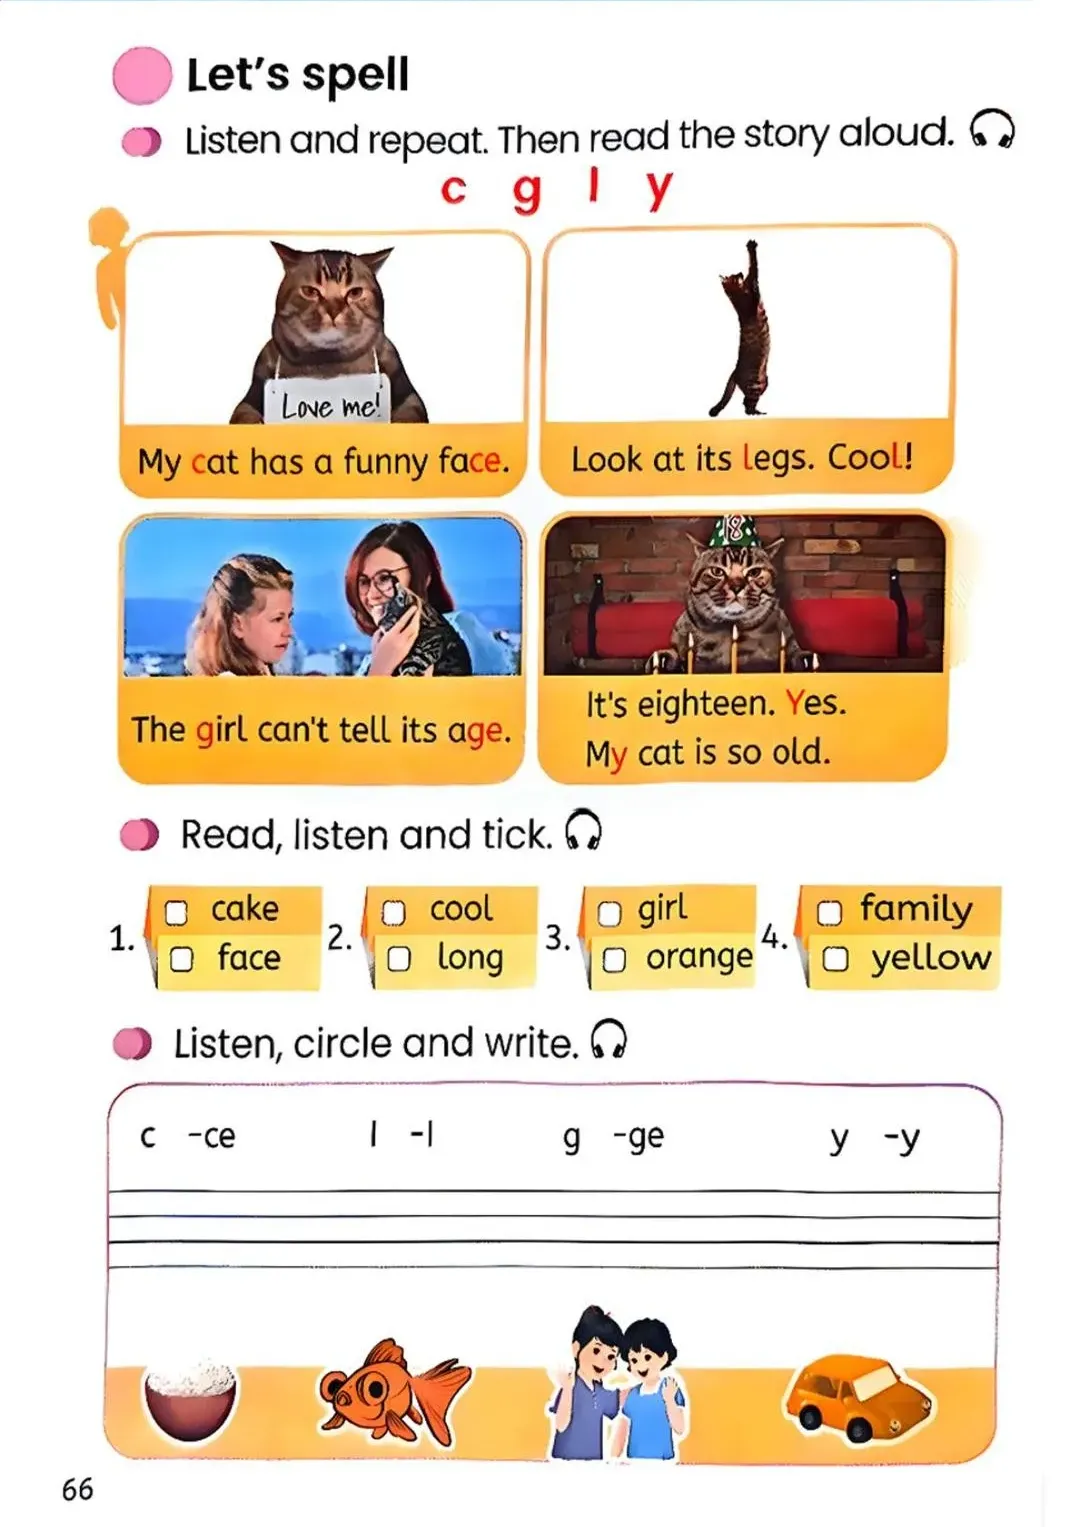 Let's spell
Listen and repeat. Then read the story aloud.
c g l y
Love me!
My cat has a funny face.
Look at its legs. Cool!
18
The girl can't tell its age.
It's eighteen. Yes.
My cat is so old.
Read, listen and tick.
1. cake
face
2. cool
long
3. girl
orange
4. family
yellow
Listen, circle and write.
c -ce l -l g -ge y -y
66